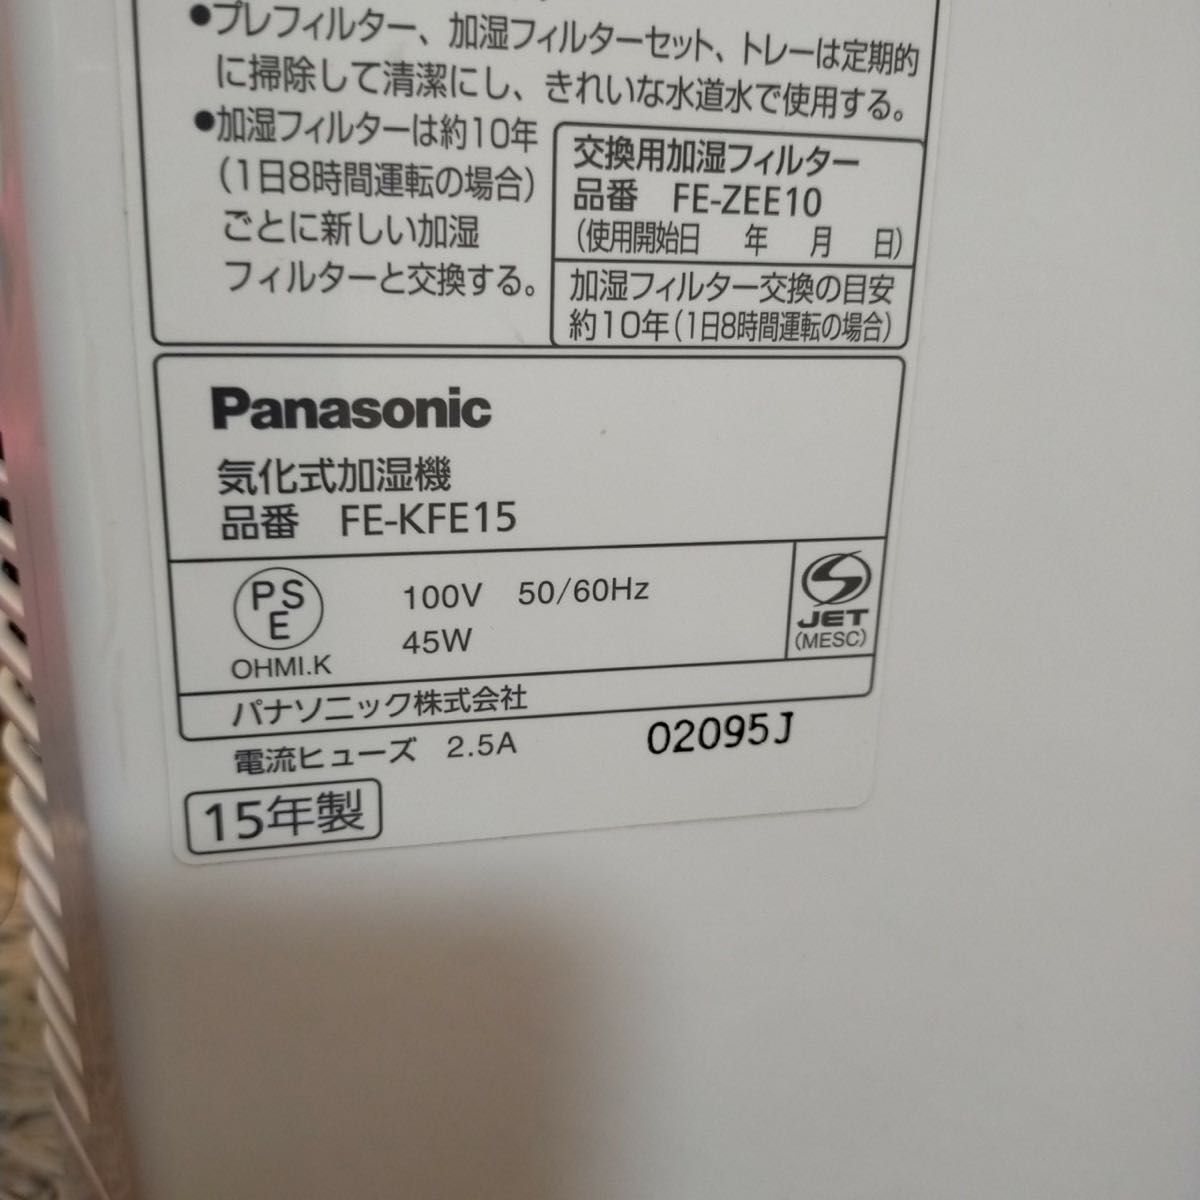 ●プレフィルター、加湿フィルターセット、トレーは定期的
に掃除して清潔にし、きれいな水道水で使用する。
●加湿フィルターは約10年
(1日8時間運転の場合)
ごとに新しい加湿
フィルターと交換する。
交換用加湿フィルター
品番 FE-ZEE10
(使用開始日 年 月 日)
加湿フィルター交換の目安
約10年(1日8時間運転の場合)
Panasonic
気化式加湿機
品番 FE-KFE15
PSE
OHMI.K
100V 50/60Hz
45W
S
JET
(MESC)
パナソニック株式会社
電流ヒューズ 2.5A
02095J
15年製